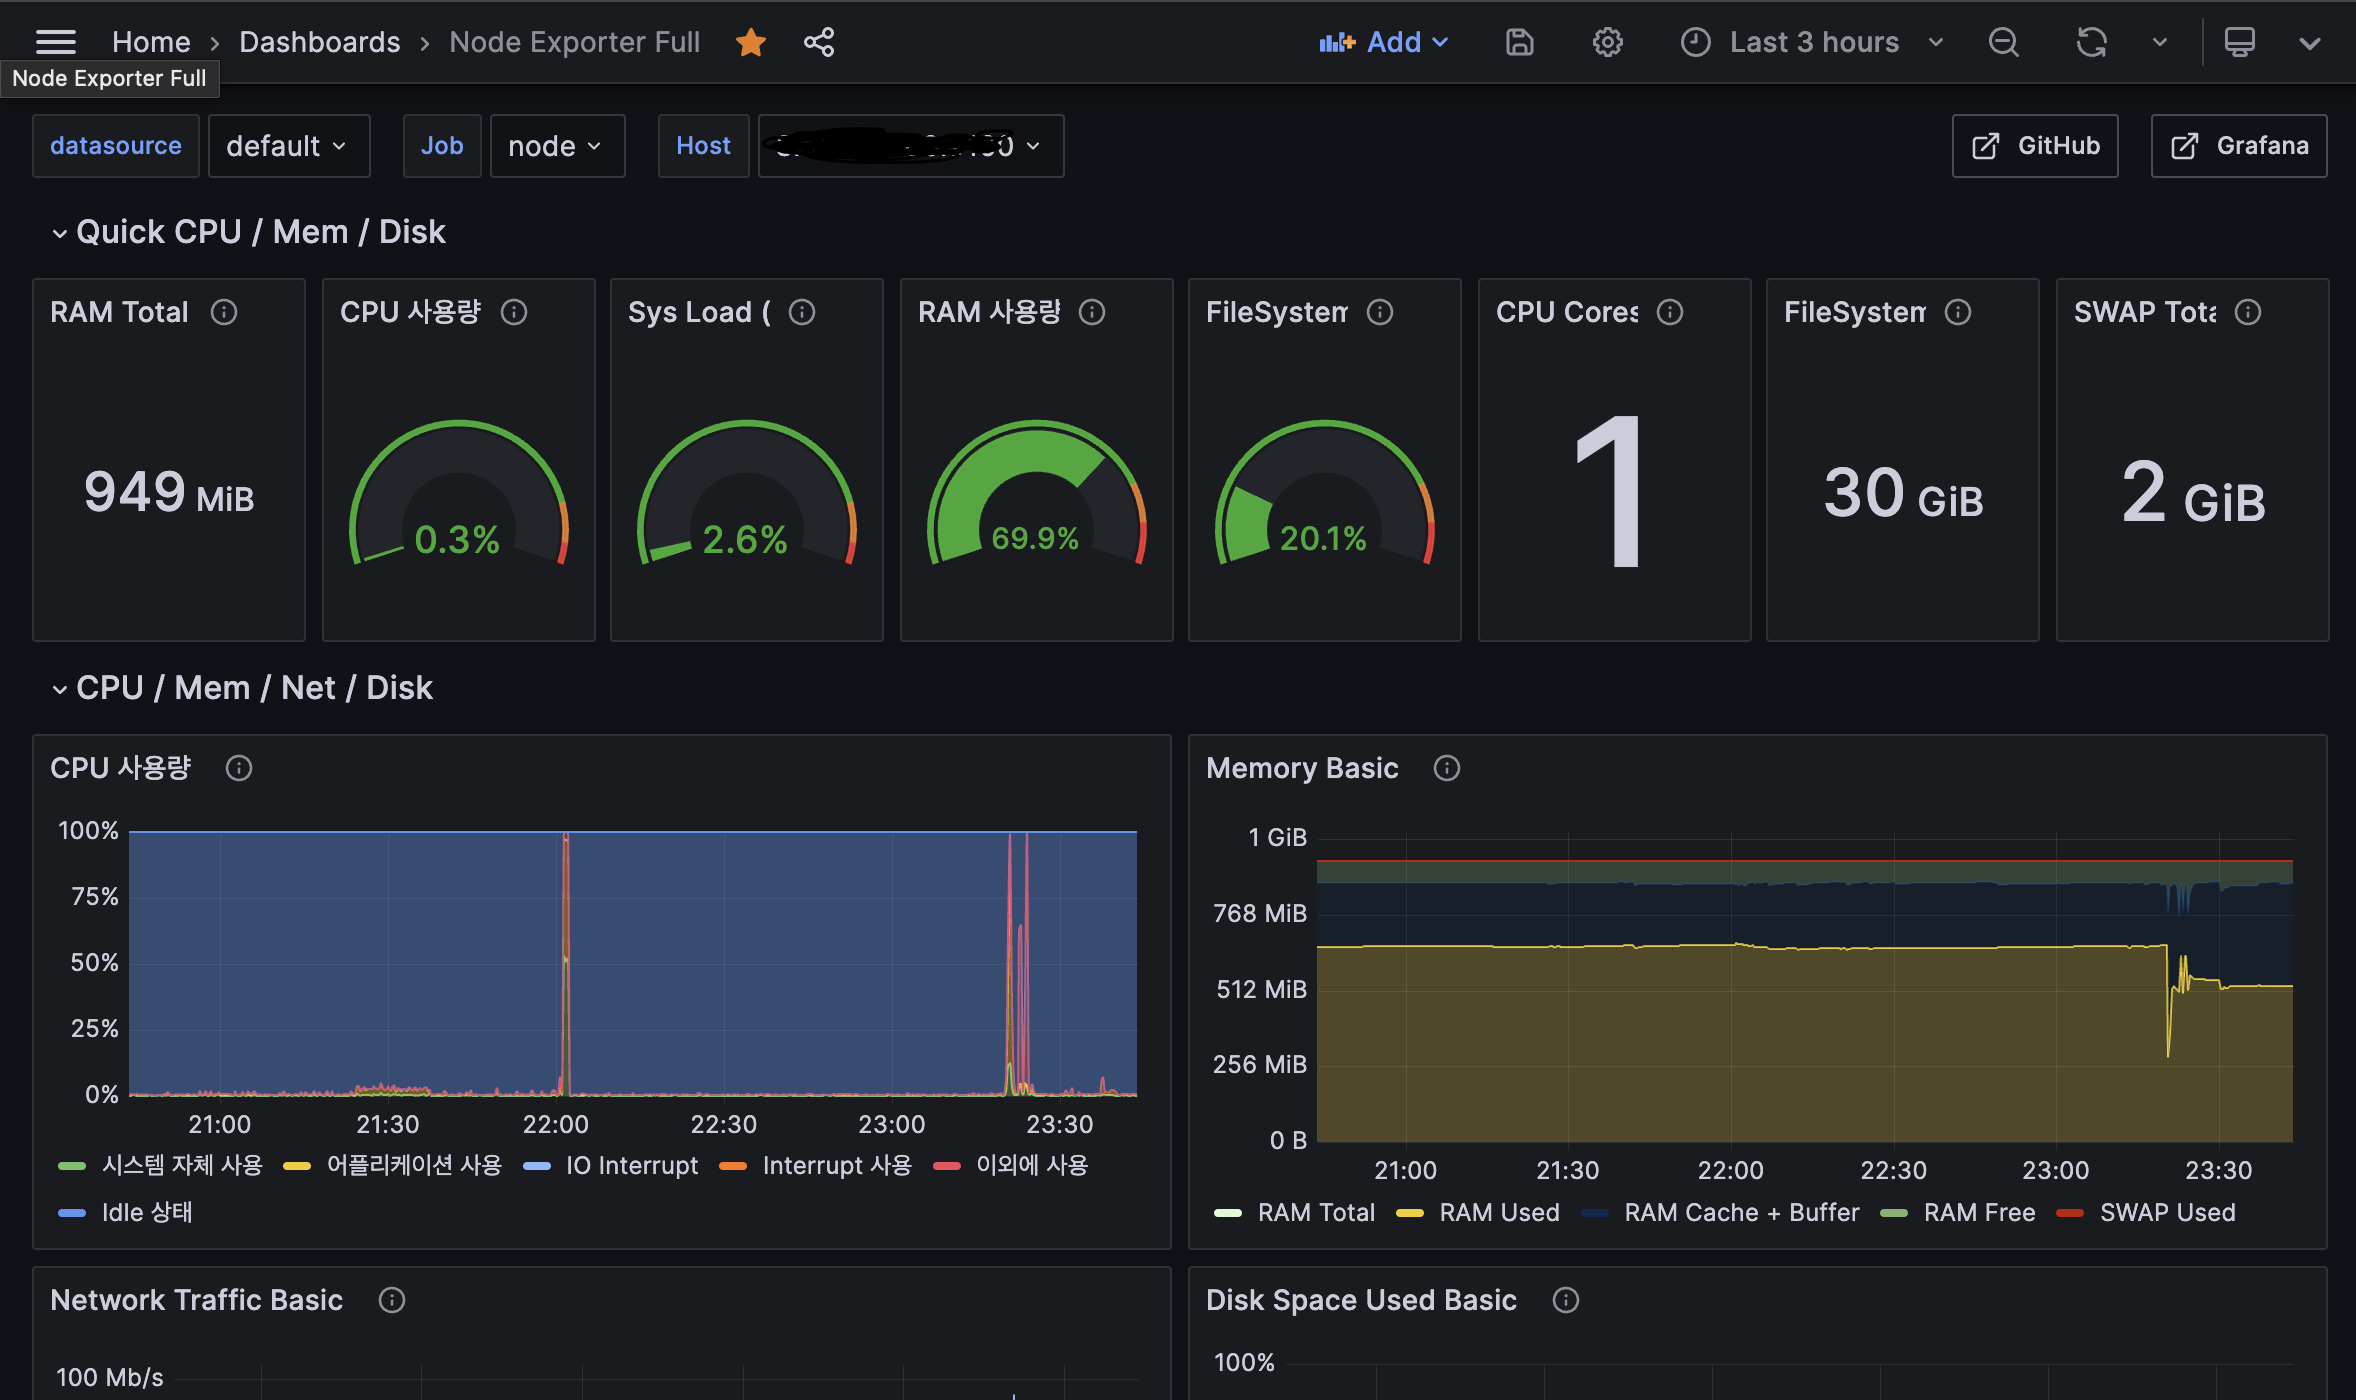 Home › Dashboards › Node Exporter Full
Add
Last 3 hours
Node Exporter Full
datasource default Job node Host
GitHub
Grafana
Quick CPU / Mem / Disk
RAM Total
CPU 사용량
Sys Load (
RAM 사용량
FileSystem
CPU Cores
FileSystem
SWAP Tota
949 MiB
0.3%
2.6%
69.9%
20.1%
1
30 GiB
2 GiB
CPU / Mem / Net / Disk
CPU 사용량
100%
75%
50%
25%
0%
21:00 21:30 22:00 22:30 23:00 23:30
시스템 자체 사용 어플리케이션 사용 IO Interrupt Interrupt 사용 이외에 사용
Idle 상태
Memory Basic
1 GiB
768 MiB
512 MiB
256 MiB
0 B
21:00 21:30 22:00 22:30 23:00 23:30
RAM Total RAM Used RAM Cache + Buffer RAM Free SWAP Used
Network Traffic Basic
100 Mb/s
Disk Space Used Basic
100%